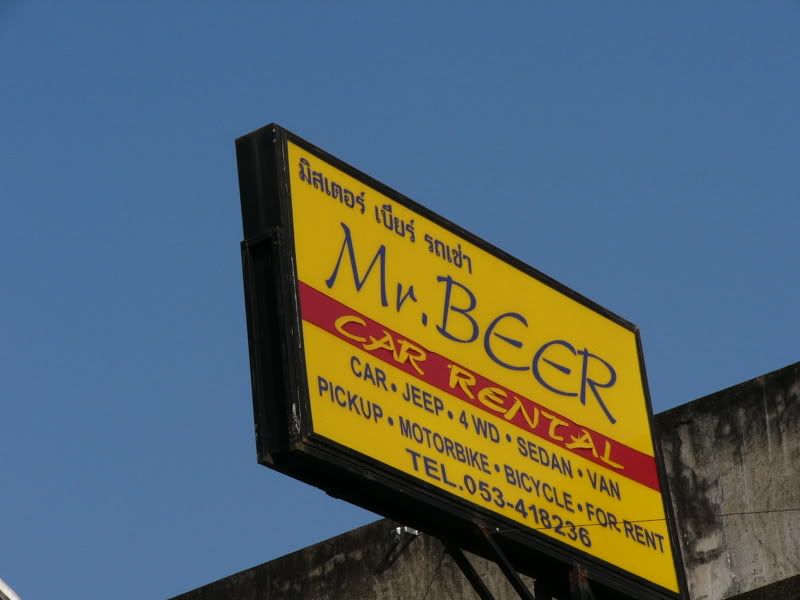 มิสเตอร์ เบียร์ รถเช่า
Mr. BEER
CAR RENTAL
CAR • JEEP • 4 WD • SEDAN • VAN
PICKUP • MOTORBIKE • BICYCLE • FOR RENT
TEL.053-418236